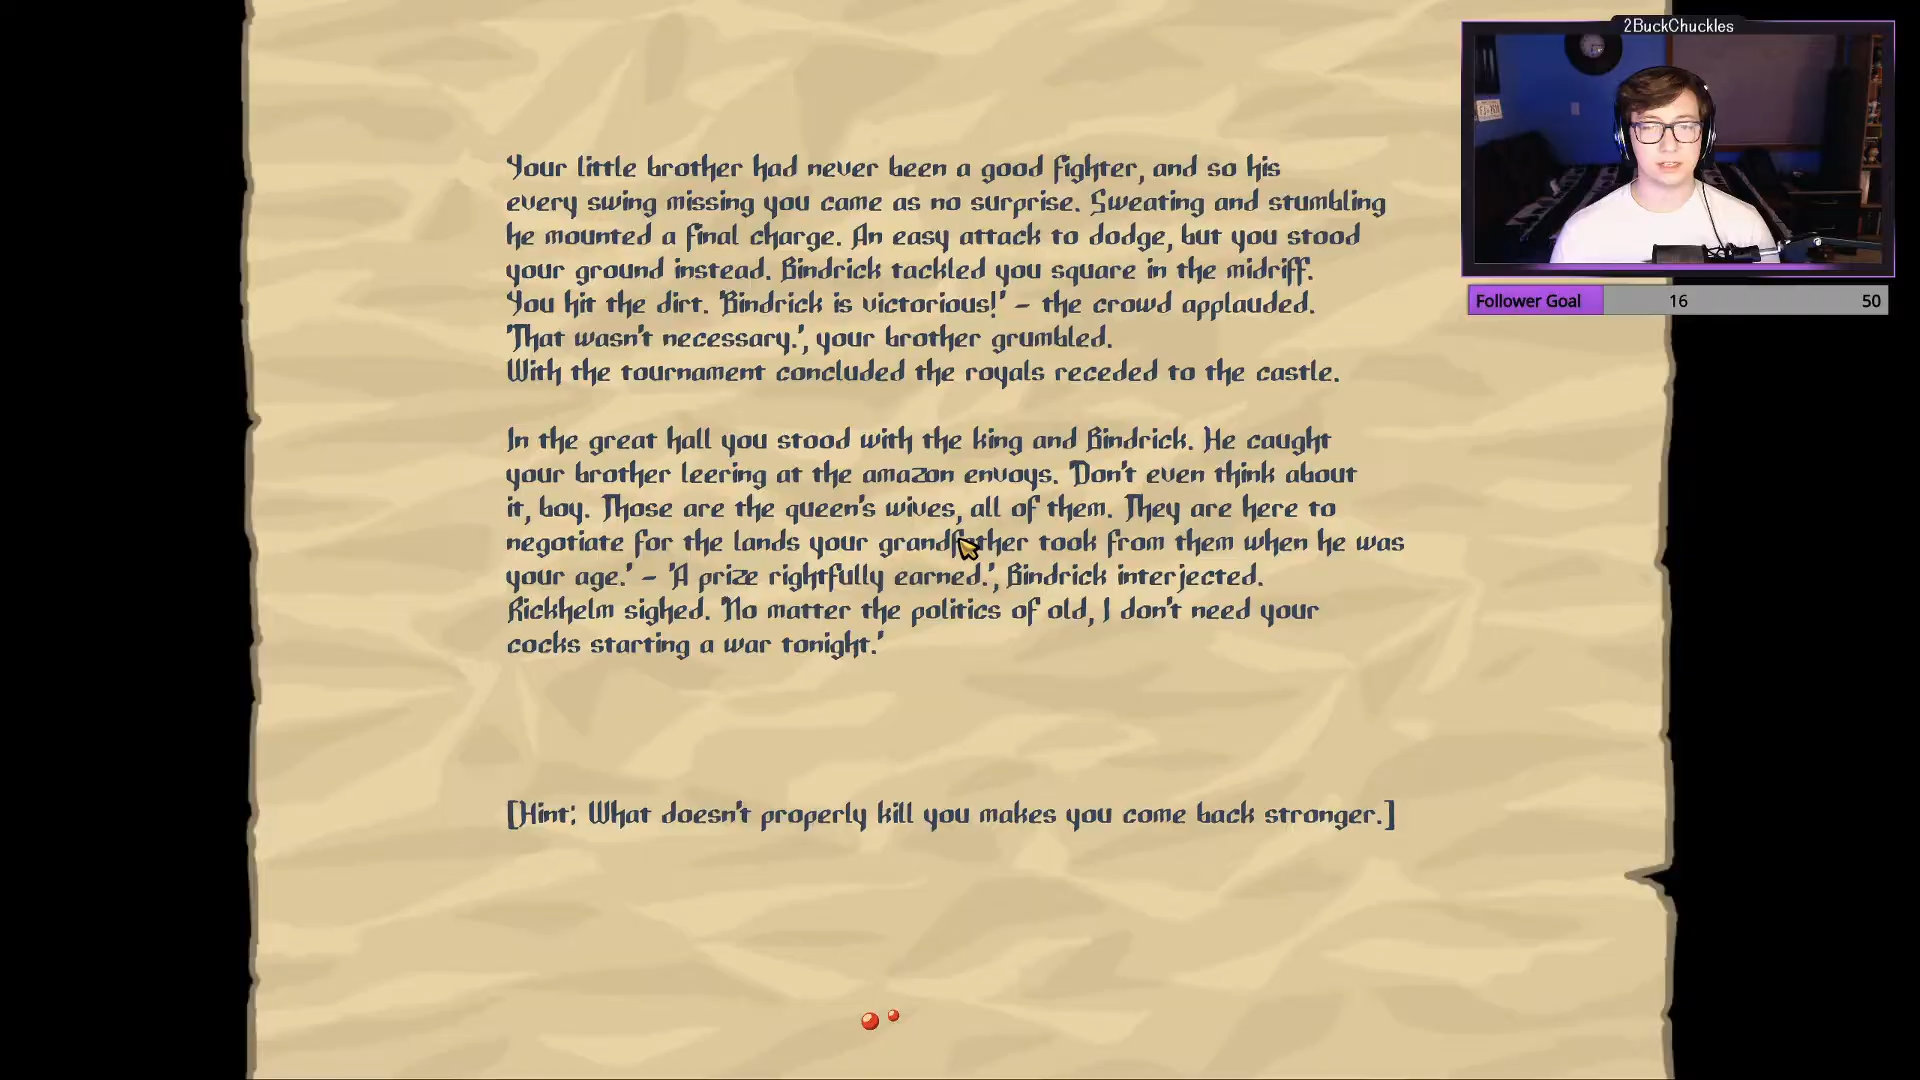 2BuckChuckles
Follower Goal 16 50
Your little brother had never been a good fighter, and so his
every swing missing you came as no surprise. Sweating and stumbling
he mounted a final charge. An easy attack to dodge, but you stood
your ground instead. Bindrick tackled you square in the midriff.
You hit the dirt. 'Bindrick is victorious!' - the crowd applauded.
'That wasn't necessary.', your brother grumbled.
With the tournament concluded the royals receded to the castle.
In the great hall you stood with the king and Bindrick. He caught
your brother leering at the amazon envoys. 'Don't even think about
it, boy. Those are the queen's wives, all of them. They are here to
negotiate for the lands your grandfather took from them when he was
your age.' - 'A prize rightfully earned.', Bindrick interjected.
Rickhelm sighed. 'No matter the politics of old, I don't need your
cocks starting a war tonight.'
[Hint: What doesn't properly kill you makes you come back stronger.]